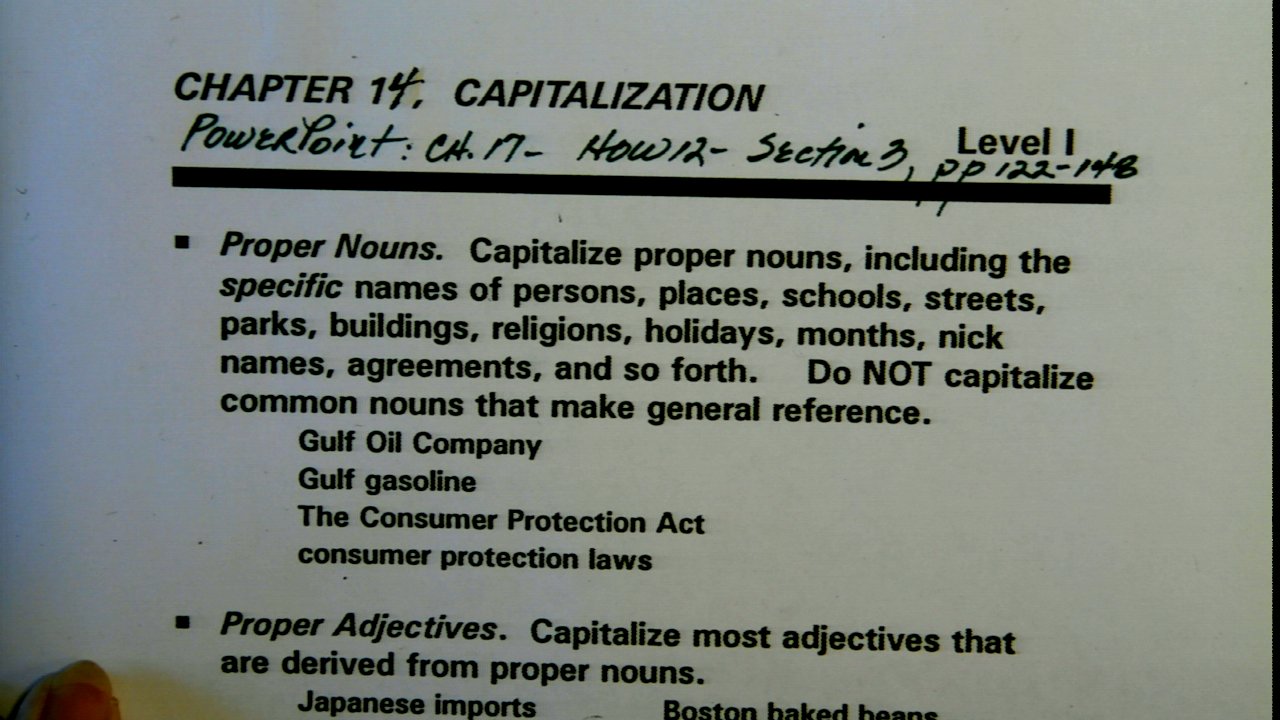 CHAPTER 14, CAPITALIZATION
PowerPoint: CH. 17- HOW12- Section 3, pp 122-148
Level I
▪ Proper Nouns. Capitalize proper nouns, including the
specific names of persons, places, schools, streets,
parks, buildings, religions, holidays, months, nick
names, agreements, and so forth. Do NOT capitalize
common nouns that make general reference.
Gulf Oil Company
Gulf gasoline
The Consumer Protection Act
consumer protection laws
▪ Proper Adjectives. Capitalize most adjectives that
are derived from proper nouns.
Japanese imports Boston baked beans